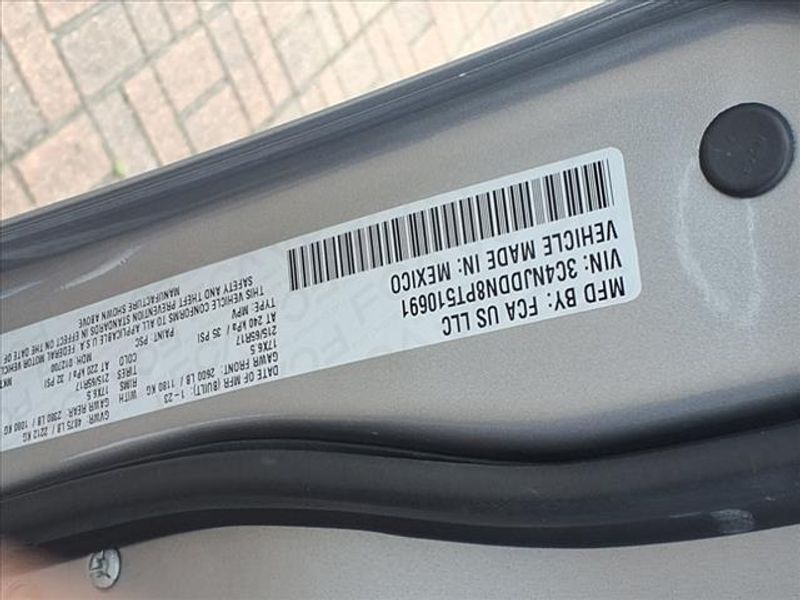 MFD BY: FCA US LLC
DATE OF MFR (BUILT): 1-23
GVWR: 4875 LB / 2212 KG
GAWR FRONT: 2600 LB / 1180 KG
GAWR REAR: 2380 LB / 1080 KG
WITH
17X6.5 RIMS 17X6.5
215/65R17 TIRES 215/65R17
AT 240 kPa / 35 PSI COLD AT 220 kPa / 32 PSI
THIS VEHICLE CONFORMS TO ALL APPLICABLE U.S.A. FEDERAL MOTOR
SAFETY AND THEFT PREVENTION STANDARDS IN EFFECT ON THE DATE OF
MANUFACTURE SHOWN ABOVE
VIN: 3C4NJDDN8PT510691
TYPE: MPV
PAINT: PSC
MDH: 012700
MKT
VEHICLE MADE IN: MEXICO